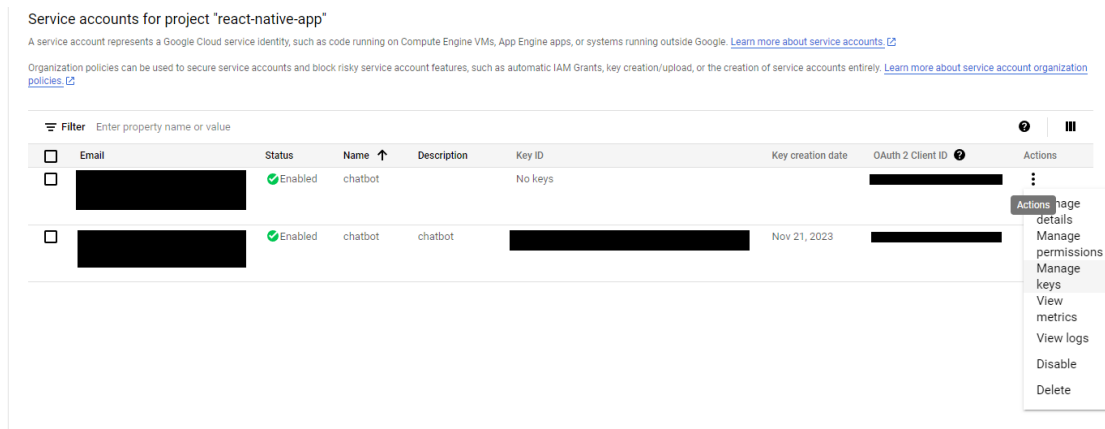 Service accounts for project "react-native-app"
A service account represents a Google Cloud service identity, such as code running on Compute Engine VMs, App Engine apps, or systems running outside Google. Learn more about service accounts.
Organization policies can be used to secure service accounts and block risky service account features, such as automatic IAM Grants, key creation/upload, or the creation of service accounts entirely. Learn more about service account organization
policies.
Filter Enter property name or value
Email Status Name Description Key ID Key creation date OAuth 2 Client ID Actions
Enabled chatbot No keys
Actions
nage
details
Enabled chatbot chatbot Nov 21, 2023
Manage
permissions
Manage
keys
View
metrics
View logs
Disable
Delete